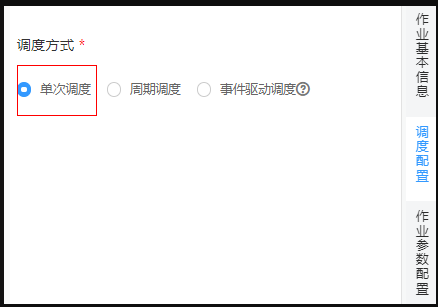 调度方式 *
单次调度 周期调度 事件驱动调度?
作业基本信息
调度配置
作业参数配置